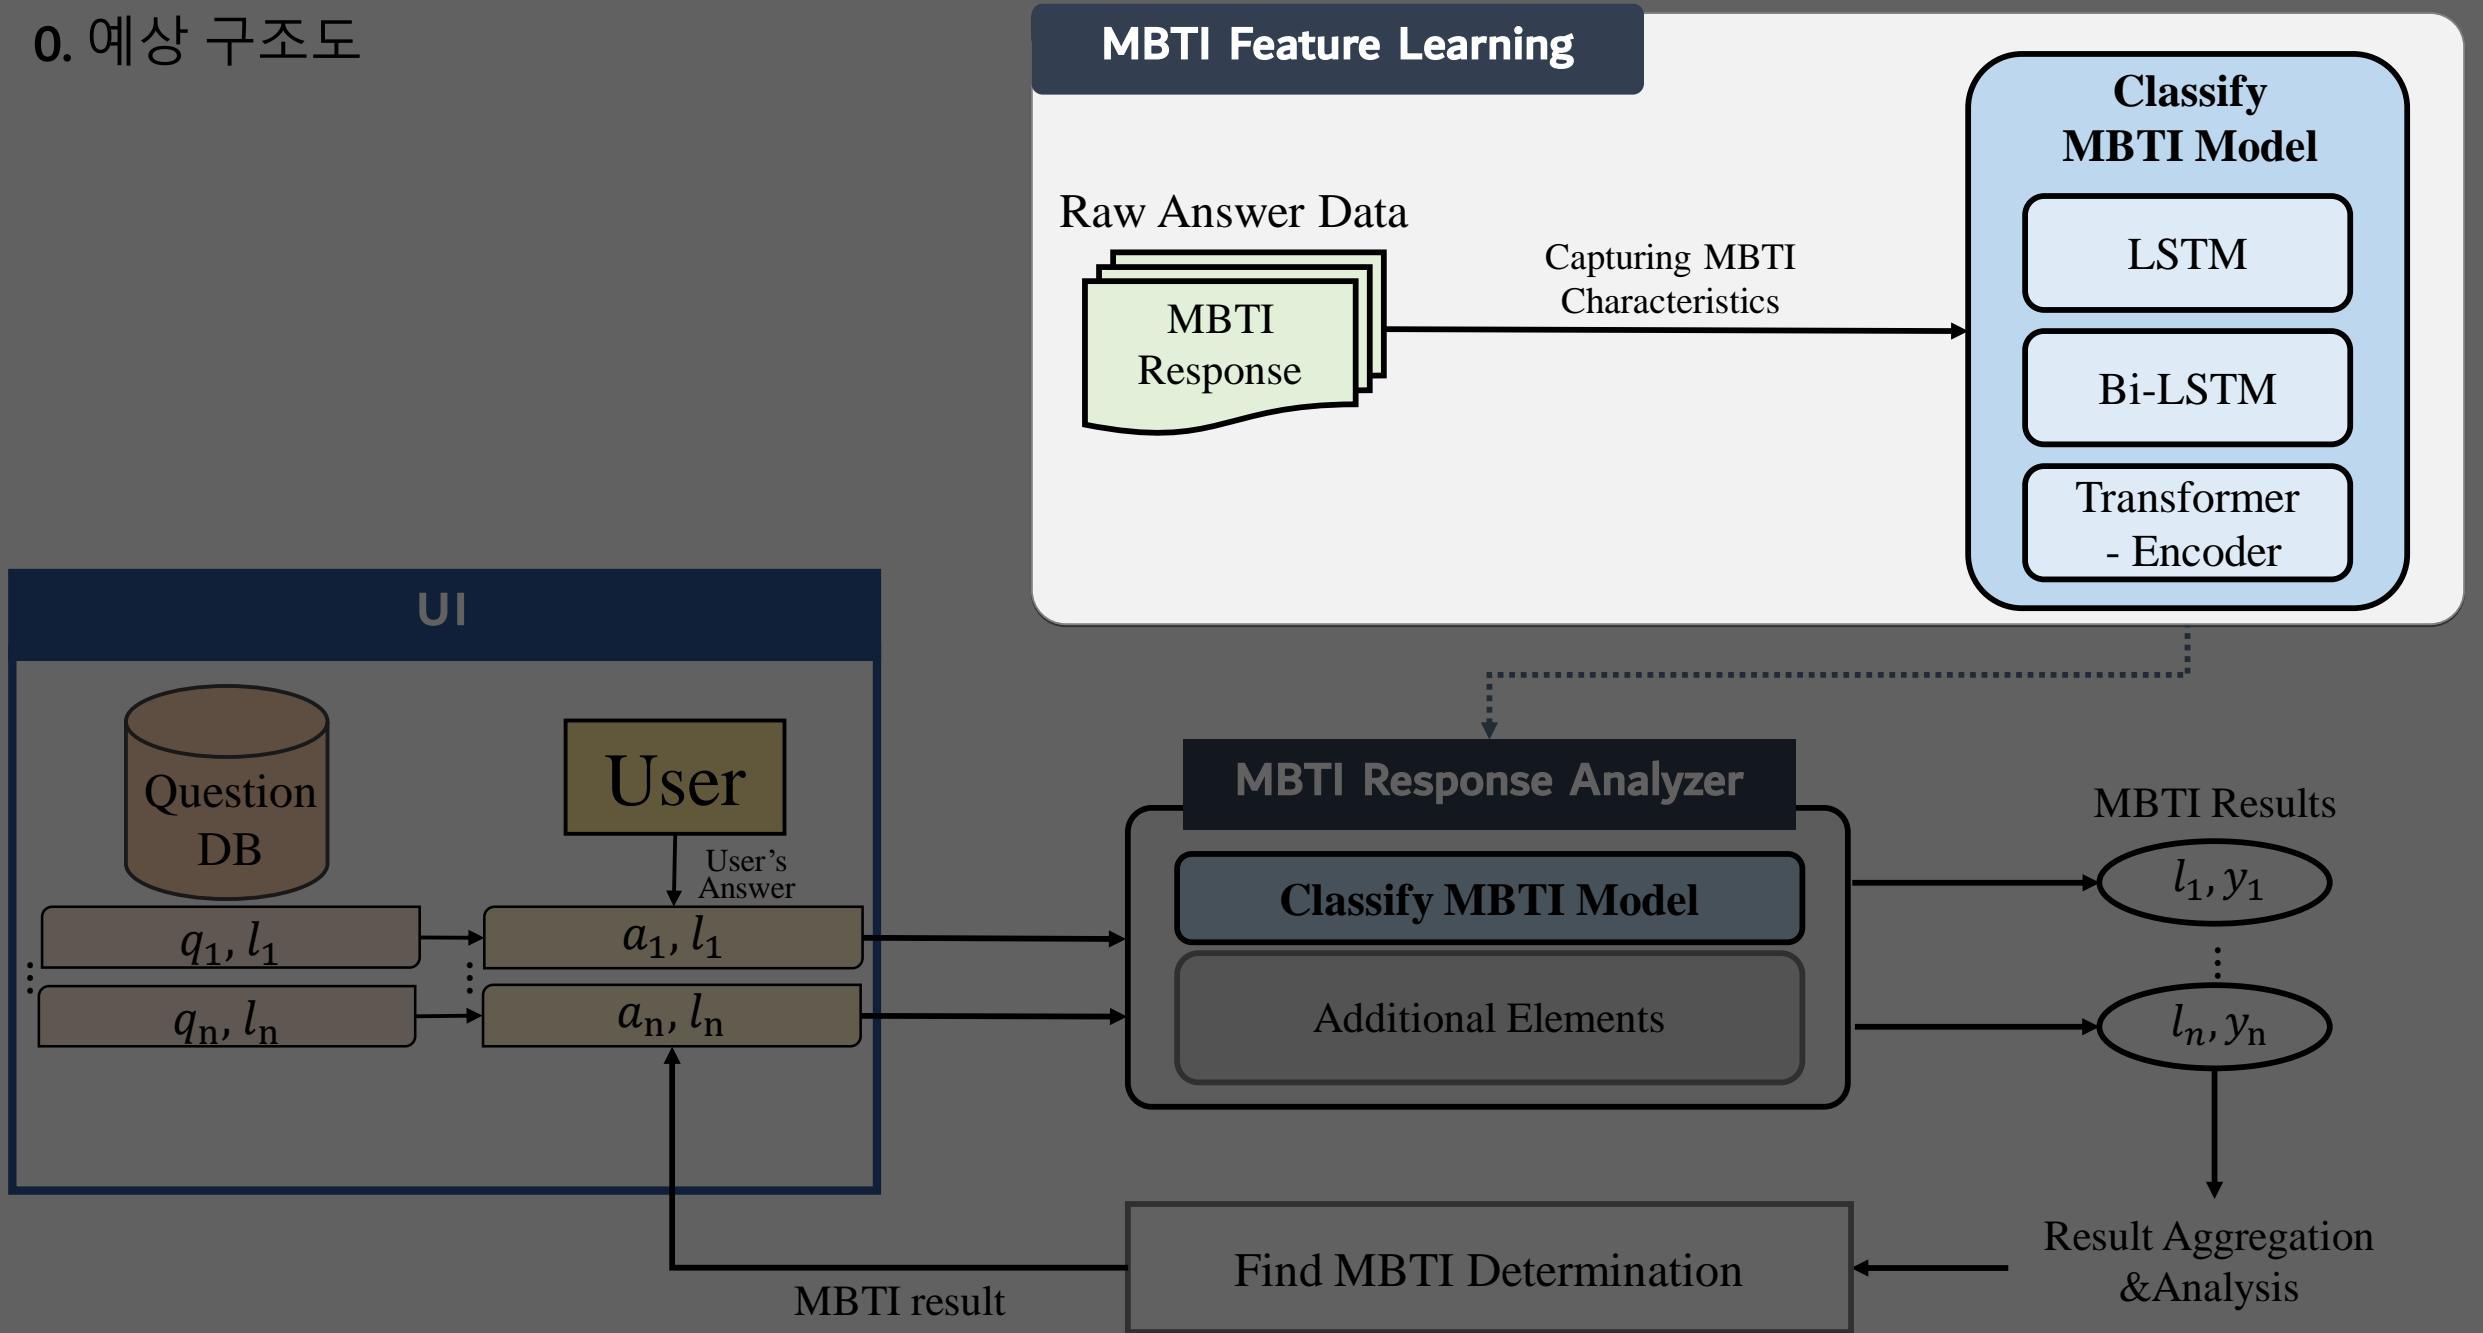 0. 예상 구조도
MBTI Feature Learning
Raw Answer Data
MBTI
Response
Capturing MBTI
Characteristics
Classify
MBTI Model
LSTM
Bi-LSTM
Transformer
- Encoder
UI
Question
DB
User
User's
Answer
q₁, l₁
a₁, l₁
qₙ, lₙ
aₙ, lₙ
MBTI Response Analyzer
Classify MBTI Model
Additional Elements
MBTI Results
l₁, y₁
lₙ, yₙ
Result Aggregation
&Analysis
Find MBTI Determination
MBTI result